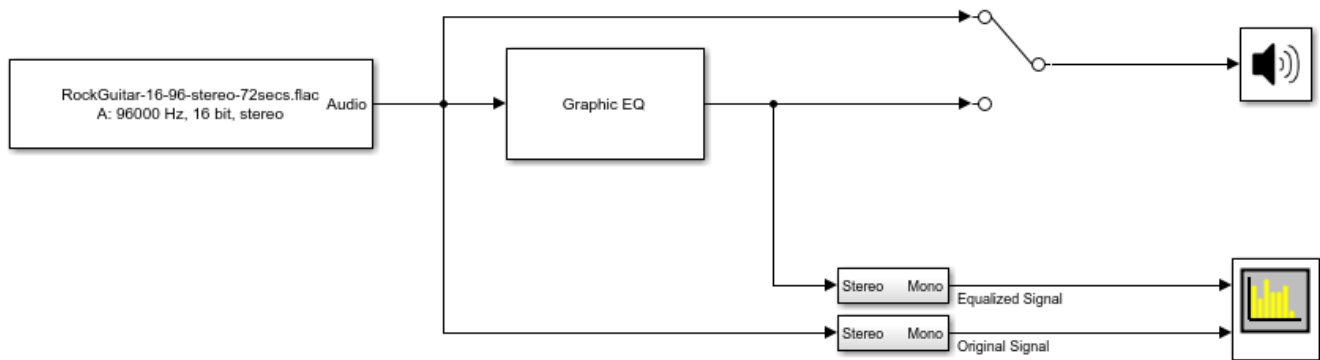 RockGuitar-16-96-stereo-72secs.flac
A: 96000 Hz, 16 bit, stereo
Audio
Graphic EQ
Stereo Mono
Equalized Signal
Stereo Mono
Original Signal